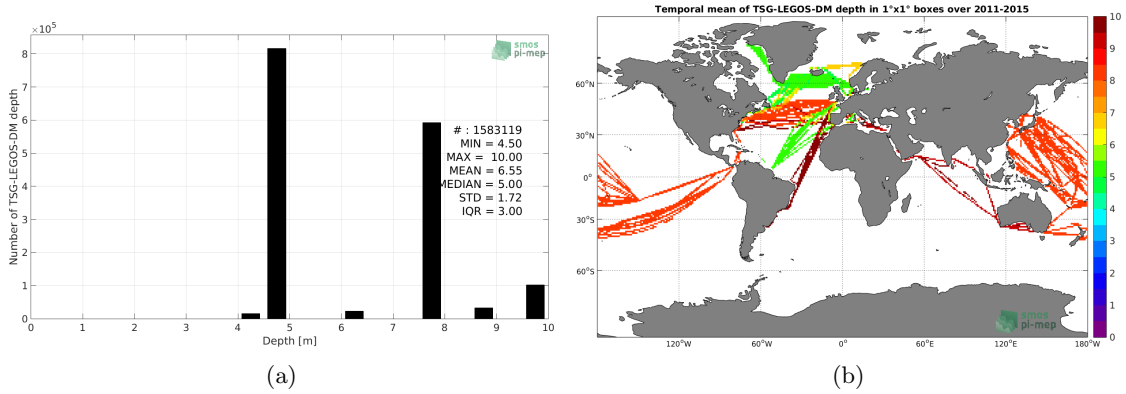 ×10⁵
8
7
6
5
4
3
2
1
0
Number of TSG-LEGOS-DM depth
smos
pi-mep
# : 1583119
MIN = 4.50
MAX = 10.00
MEAN = 6.55
MEDIAN = 5.00
STD = 1.72
IQR = 3.00
0 1 2 3 4 5 6 7 8 9 10
Depth [m]
(a)
Temporal mean of TSG-LEGOS-DM depth in 1°x1° boxes over 2011-2015
60°N
30°N
0°
30°S
60°S
120°W 60°W 0° 60°E 120°E 180°W
smos
pi-mep
10
9
8
7
6
5
4
3
2
1
0
(b)